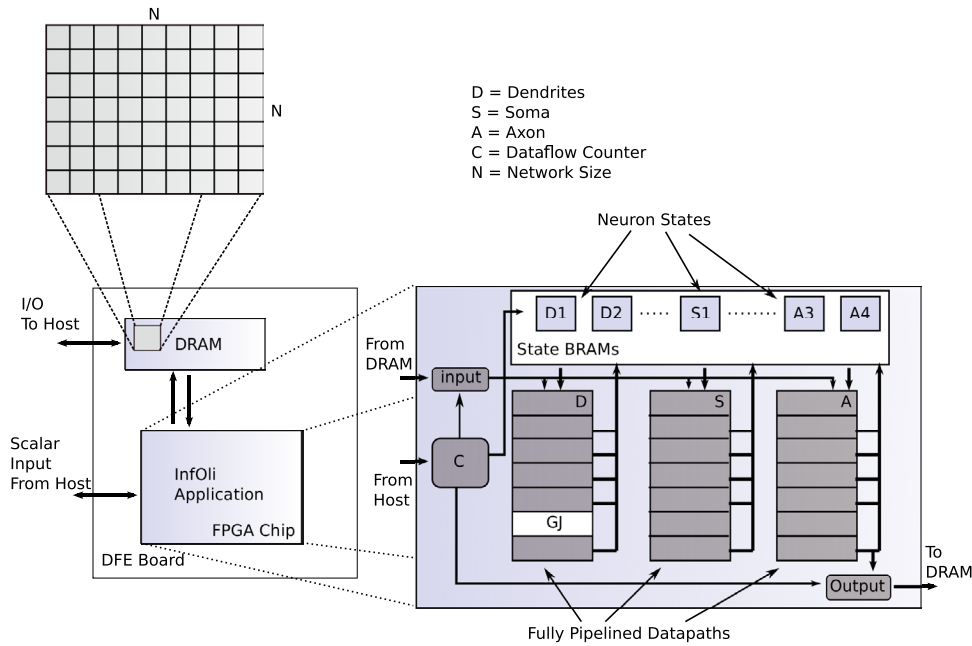 N
N
D = Dendrites
S = Soma
A = Axon
C = Dataflow Counter
N = Network Size
Neuron States
I/O
To Host
DRAM
Scalar
Input
From Host
InfOli
Application
FPGA Chip
DFE Board
D1
D2
S1
A3
A4
State BRAMs
From
DRAM
input
D
S
A
C
From
Host
GJ
Output
To
DRAM
Fully Pipelined Datapaths